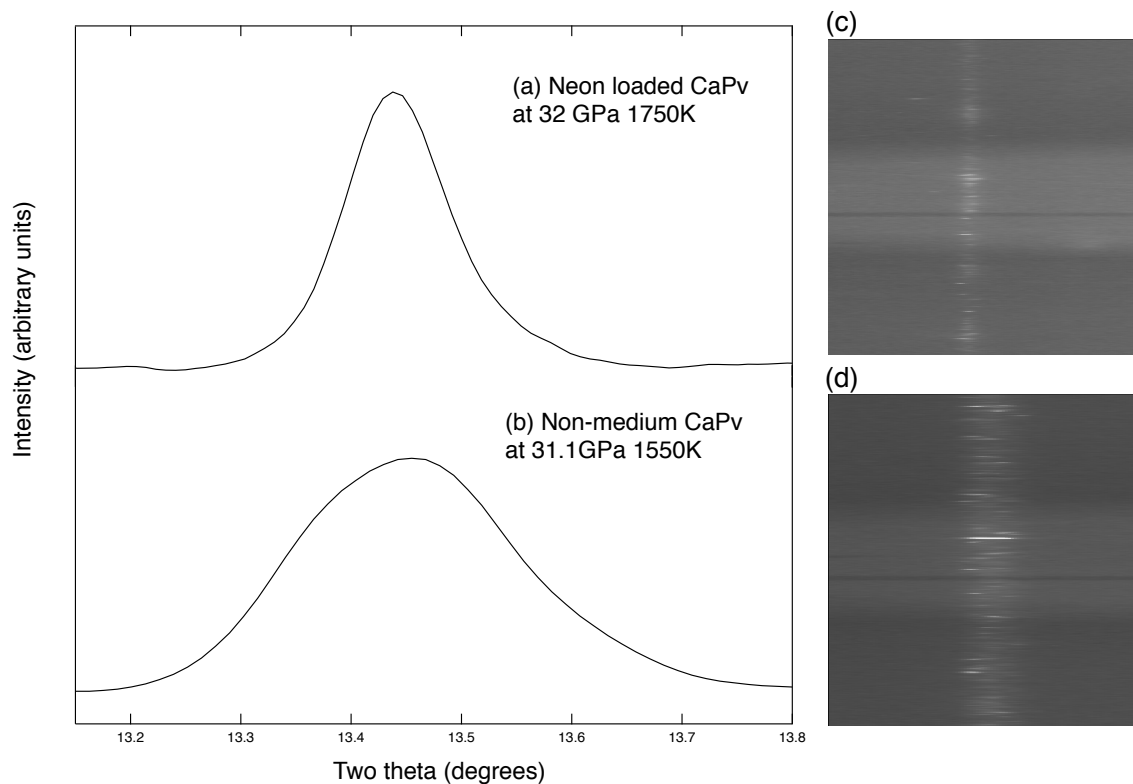 (c)
(a) Neon loaded CaPv
at 32 GPa 1750K
Intensity (arbitrary units)
(d)
(b) Non-medium CaPv
at 31.1GPa 1550K
13.2 13.3 13.4 13.5 13.6 13.7 13.8
Two theta (degrees)